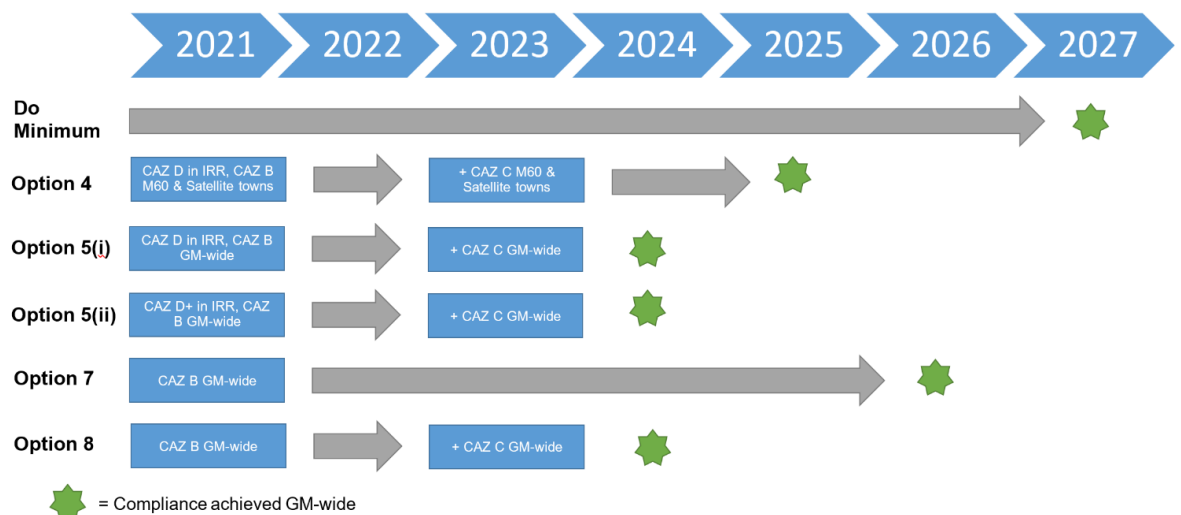 2021 2022 2023 2024 2025 2026 2027
Do
Minimum
Option 4
CAZ D in IRR, CAZ B
M60 & Satellite towns
+ CAZ C M60 &
Satellite towns
Option 5(i)
CAZ D in IRR, CAZ B
GM-wide
+ CAZ C GM-wide
Option 5(ii)
CAZ D+ in IRR, CAZ
B GM-wide
+ CAZ C GM-wide
Option 7
CAZ B GM-wide
Option 8
CAZ B GM-wide
+ CAZ C GM-wide
= Compliance achieved GM-wide